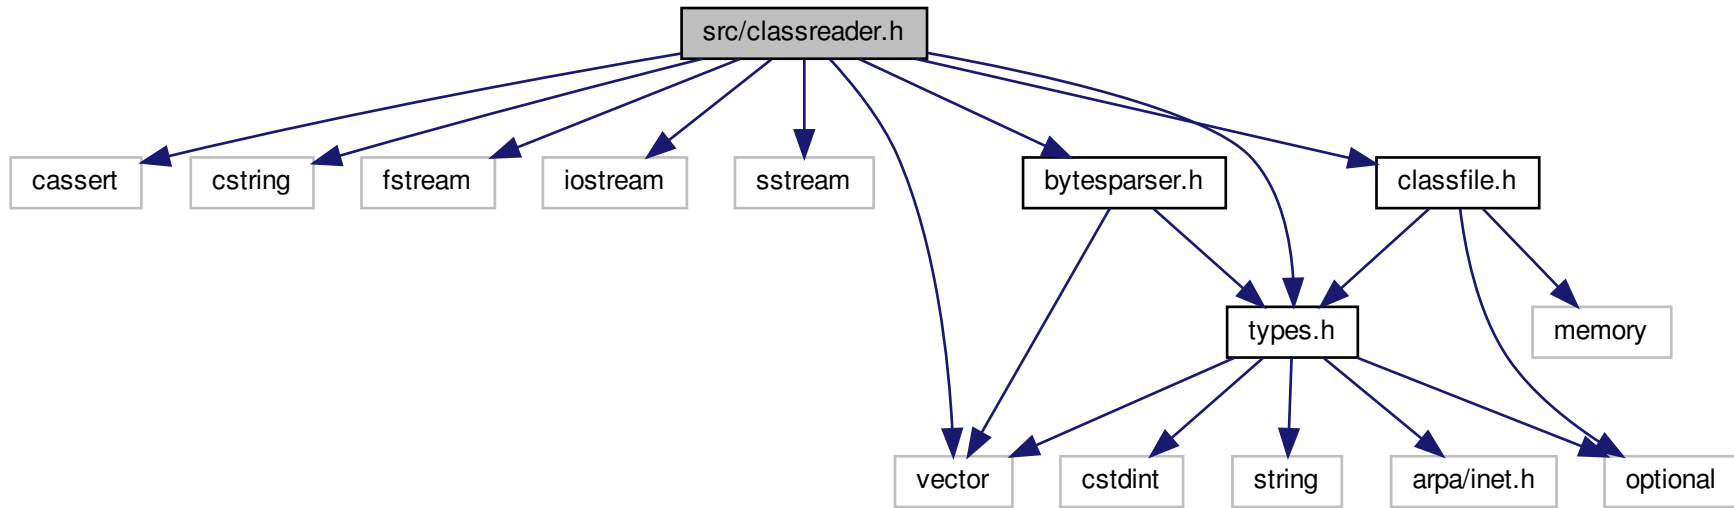 src/classreader.h
cassert
cstring
fstream
iostream
sstream
bytesparser.h
classfile.h
types.h
memory
vector
cstdint
string
arpa/inet.h
optional